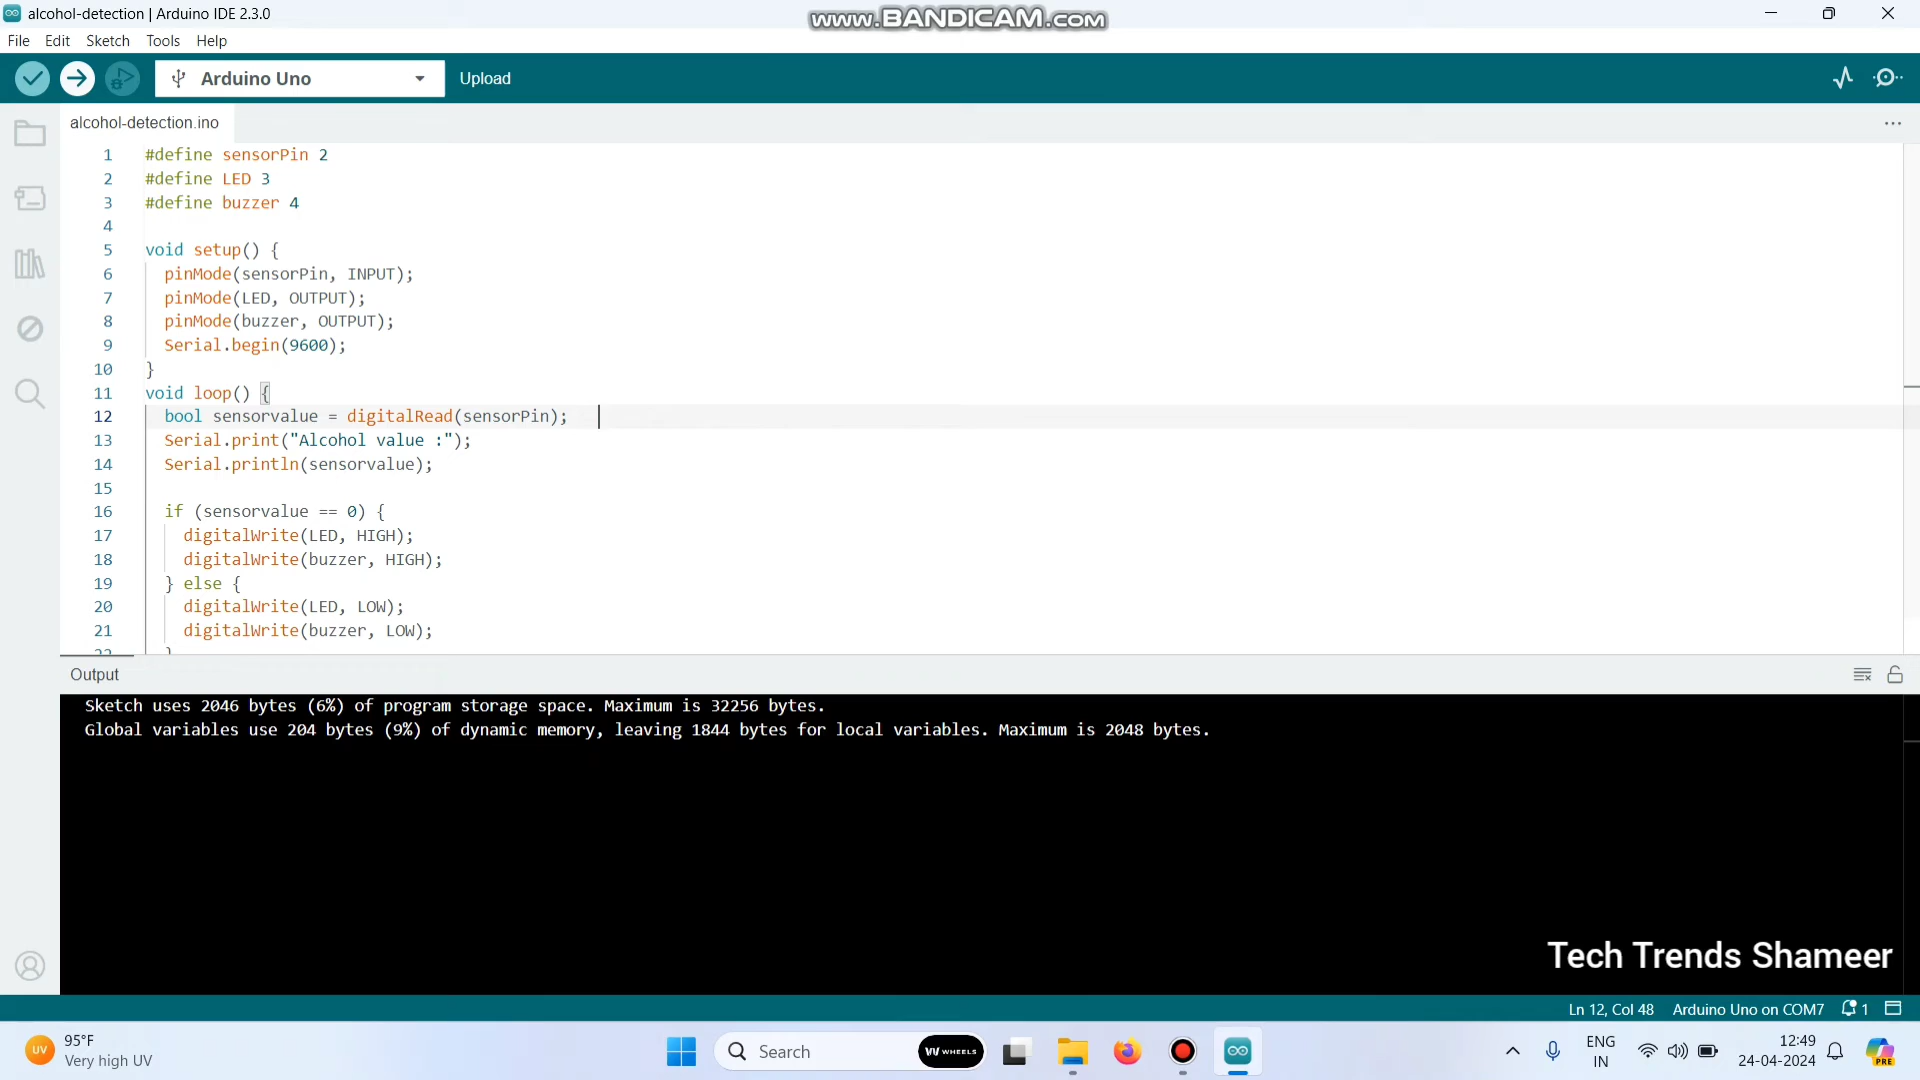 alcohol-detection | Arduino IDE 2.3.0
www.BANDICAM.com
File Edit Sketch Tools Help
Arduino Uno
Upload
alcohol-detection.ino
1 #define sensorPin 2
2 #define LED 3
3 #define buzzer 4
4
5 void setup() {
6 pinMode(sensorPin, INPUT);
7 pinMode(LED, OUTPUT);
8 pinMode(buzzer, OUTPUT);
9 Serial.begin(9600);
10 }
11 void loop() {
12 bool sensorvalue = digitalRead(sensorPin);
13 Serial.print("Alcohol value :");
14 Serial.println(sensorvalue);
15
16 if (sensorvalue == 0) {
17 digitalWrite(LED, HIGH);
18 digitalWrite(buzzer, HIGH);
19 } else {
20 digitalWrite(LED, LOW);
21 digitalWrite(buzzer, LOW);
22 }
Output
Sketch uses 2046 bytes (6%) of program storage space. Maximum is 32256 bytes.
Global variables use 204 bytes (9%) of dynamic memory, leaving 1844 bytes for local variables. Maximum is 2048 bytes.
Tech Trends Shameer
Ln 12, Col 48 Arduino Uno on COM7 1
UV
95°F
Very high UV
Search
WHEELS
ENG
IN
12:49
24-04-2024
PRE